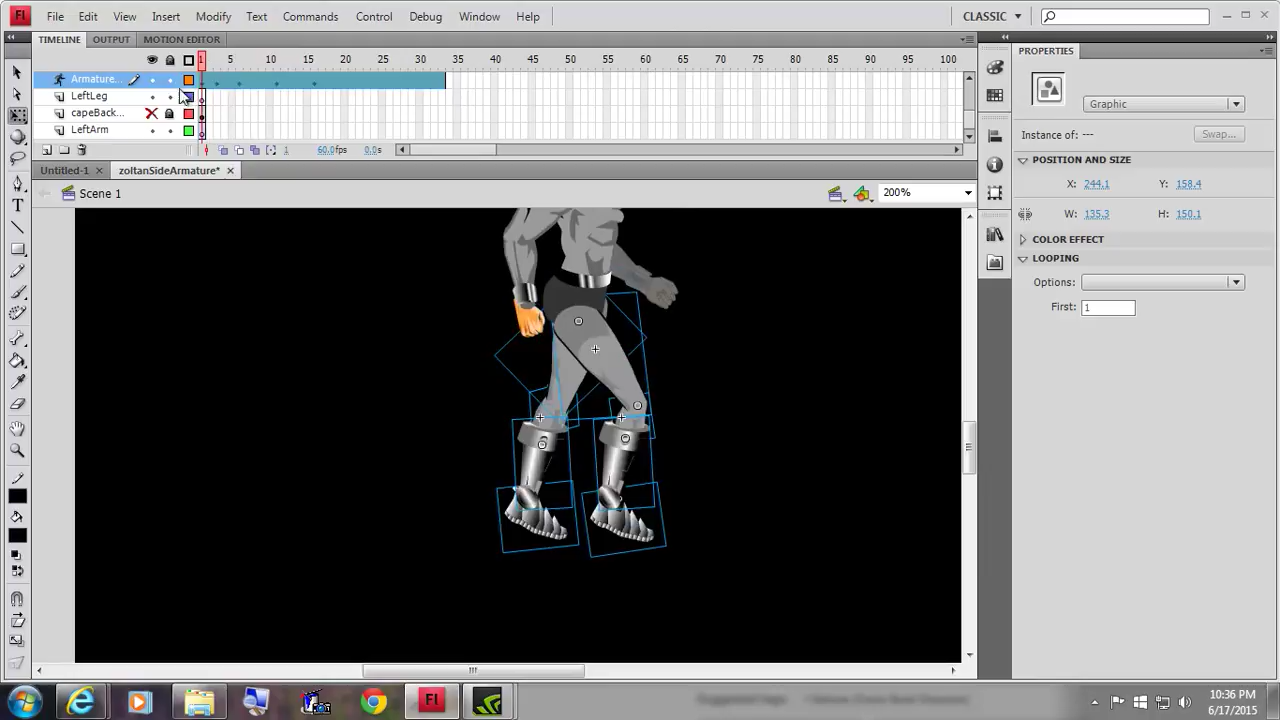 Fl File Edit View Insert Modify Text Commands Control Debug Window Help CLASSIC
TIMELINE OUTPUT MOTION EDITOR
1 5 10 15 20 25 30 35 40 45 50 55 60 65 70 75 80 85 90 95 100
Armature...
LeftLeg
capeBack...
LeftArm
1 60.0fps 0.0s
Untitled-1 zoltanSideArmature*
Scene 1 200%
PROPERTIES
Graphic
Instance of: --- Swap...
POSITION AND SIZE
X: 244.1 Y: 158.4
W: 135.3 H: 150.1
COLOR EFFECT
LOOPING
Options:
First: 1
Fl
10:36 PM
6/17/2015